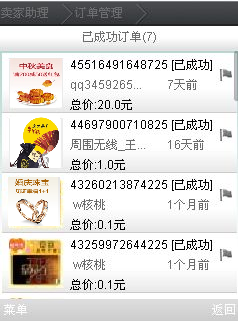 卖家助理 订单管理
已成功订单(7)
中秋美食
45516491648725 [已成功]
qq3459265... 7天前
总价:20.0元
44697900710825 [已成功]
周围无线_王... 16天前
总价:1.0元
婚庆珠宝
43260213874225 [已成功]
w核桃 1个月前
总价:0.1元
43259972644225 [已成功]
w核桃 1个月前
总价:0.1元
菜单 返回